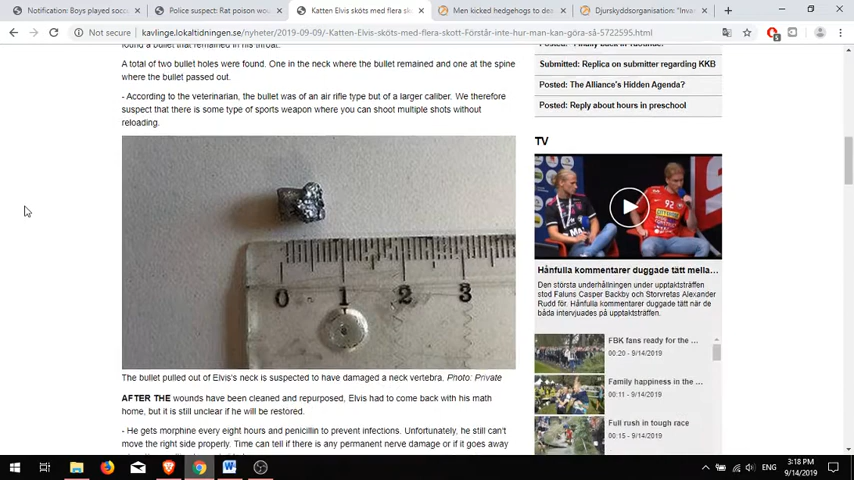 Notification: Boys played socc
Police suspect: Rat poison wou
Katten Elvis sköts med flera sk
Men kicked hedgehogs to dea
Djurskyddsorganisation: "Inva
Not secure | kavlinge.lokaltidningen.se/nyheter/2019-09-09/-Katten-Elvis-sköts-med-flera-skott-Förstår-inte-hur-man-kan-göra-så-5722595.html
found a bullet that remained in his throat.
A total of two bullet holes were found. One in the neck where the bullet remained and one at the spine
where the bullet passed out.
- According to the veterinarian, the bullet was of an air rifle type but of a larger caliber. We therefore
suspect that there is some type of sports weapon where you can shoot multiple shots without
reloading.
0 1 2 3
The bullet pulled out of Elvis's neck is suspected to have damaged a neck vertebra. Photo: Private
AFTER THE wounds have been cleaned and repurposed, Elvis had to come back with his math
home, but it is still unclear if he will be restored.
- He gets morphine every eight hours and penicillin to prevent infections. Unfortunately, he still can't
move the right side properly. Time can tell if there is any permanent nerve damage or if it goes away
Submitted: Replica on submitter regarding KKB
Posted: The Alliance's Hidden Agenda?
Posted: Reply about hours in preschool
TV
92
Hånfulla kommentarer duggade tätt mella...
Den största underhållningen under upptaktsträffen
stod Faluns Casper Backby och Storvretas Alexander
Rudd för. Hånfulla kommentarer duggade tätt när de
båda intervjuades på upptaktsträffen.
FBK fans ready for the ...
00:20 - 9/14/2019
Family happiness in the ...
00:11 - 9/14/2019
Full rush in tough race
00:15 - 9/14/2019
ENG
3:18 PM
9/14/2019